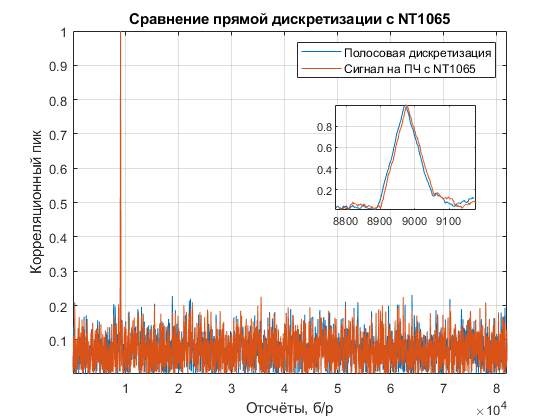 Сравнение прямой дискретизации с NT1065
Полосовая дискретизация
Сигнал на ПЧ с NT1065
Корреляционный пик
1
0.9
0.8
0.7
0.6
0.5
0.4
0.3
0.2
0.1
0.8
0.6
0.4
0.2
8800 8900 9000 9100
1 2 3 4 5 6 7 8
Отсчёты, б/р
×10⁴